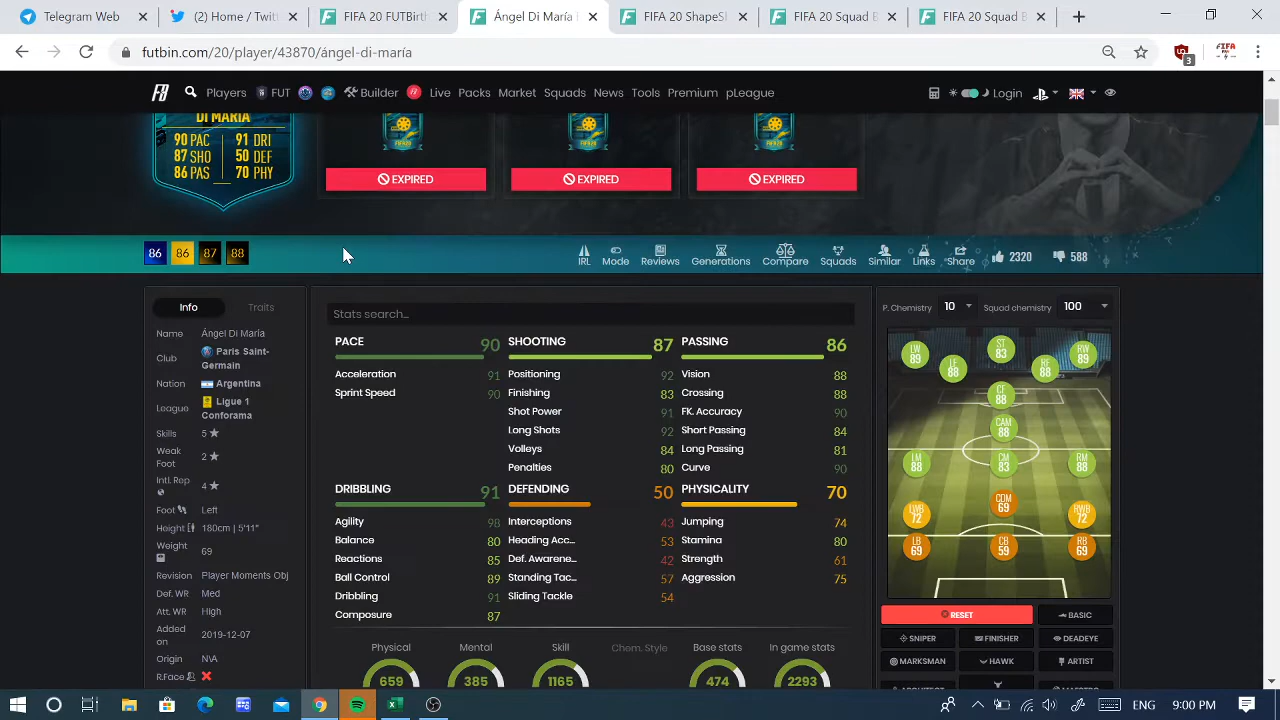 Telegram
Twitter
FIFA 20 FUTBirth
Ángel Di María
FIFA 20 ShapeS
FIFA 20 Squad B
FIFA 20 Squad B
futbin.com/20/player/43870/ángel-di-maría
3
Players FUT Builder Live Packs Market Squads News Tools Premium pLeague Login
DI MARÍA
90 PAC 91 DRI
87 SHO 50 DEF
86 PAS 70 PHY
EXPIRED EXPIRED EXPIRED
86 86 87 88
IRL Mode Reviews Generations Compare Squads Similar Links Share 2320 588
Info Traits
Name Ángel Di María
Club Paris Saint-Germain
Nation Argentina
League Ligue 1 Conforama
Skills 5
Weak Foot 2
Intl. Rep 4
Foot Left
Height 180cm | 5'11"
Weight 69
Revision Player Moments Obj
Def. WR Med
Att. WR High
Added on 2019-12-07
Origin N\A
R.Face
Stats search...
PACE 90
Acceleration 91
Sprint Speed 90
SHOOTING 87
Positioning 92
Finishing 83
Shot Power 91
Long Shots 92
Volleys 84
Penalties 80
PASSING 86
Vision 88
Crossing 88
FK. Accuracy 90
Short Passing 84
Long Passing 81
Curve 90
DRIBBLING 91
Agility 98
Balance 80
Reactions 85
Ball Control 89
Dribbling 91
Composure 87
DEFENDING 50
Interceptions 43
Heading Acc... 53
Def. Awarene... 42
Standing Tac... 57
Sliding Tackle 54
PHYSICALITY 70
Jumping 74
Stamina 80
Strength 61
Aggression 75
Physical Mental Skill Chem. Style Base stats In game stats
659 385 1165 474 2293
P. Chemistry 10 Squad chemistry 100
LW 89
LF 88
ST 83
RF 88
RW 89
CF 88
CAM 88
LM 88
CM 83
RM 88
LWB 72
CDM 69
RWB 72
LB 69
CB 59
RB 69
RESET BASIC
SNIPER FINISHER DEADEYE
MARKSMAN HAWK ARTIST
ARCHITECT MAESTRO
ENG 9:00 PM